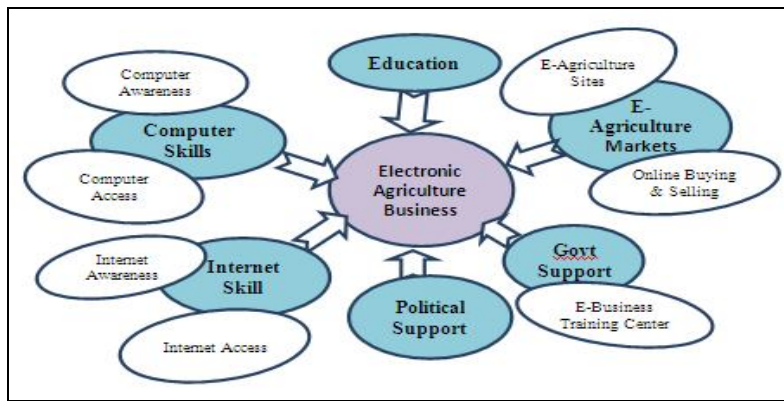 Education
Computer
Awareness
Computer
Skills
Computer
Access
E-Agriculture
Sites
E-
Agriculture
Markets
Online Buying
& Selling
Electronic
Agriculture
Business
Internet
Awareness
Internet
Skill
Internet Access
Political
Support
Govt
Support
E-Business
Training Center